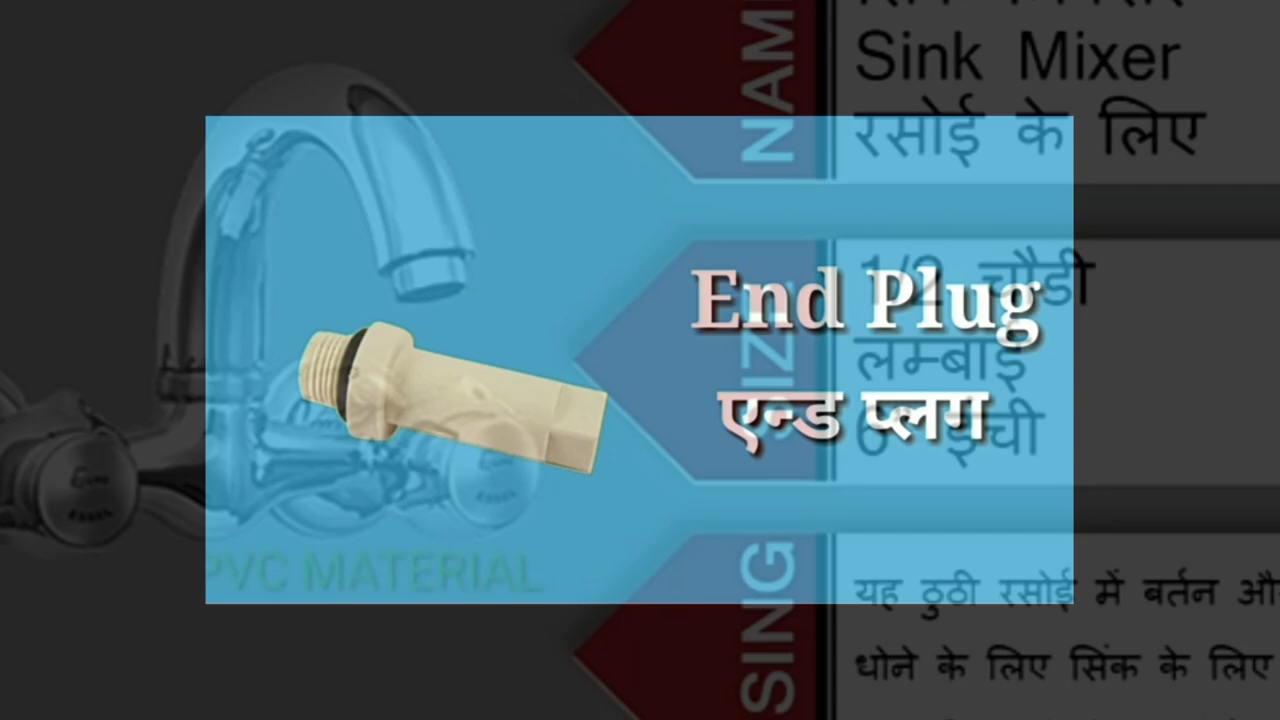 NAM
Sink Mixer
रसोई के लिए
End Plug
एन्ड प्लग
1/2 चौडी
लम्बाई
6 इंची
PVC MATERIAL
SING
यह ठुठी रसोई में बर्तन
धोने के लिए सिंक के लिए